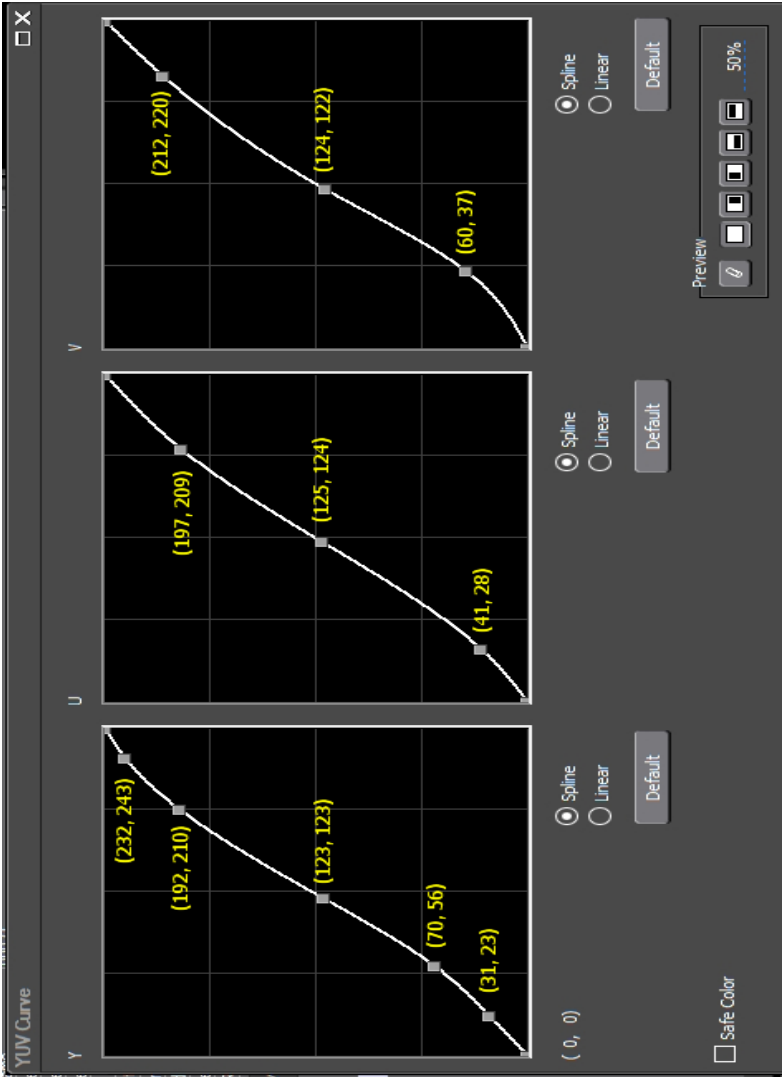 YUV Curve
X
Y
U
V
(232, 243)
(192, 210)
(123, 123)
(70, 56)
(31, 23)
(197, 209)
(125, 124)
(41, 28)
(212, 220)
(124, 122)
(60, 37)
( 0, 0)
Spline
Linear
Default
Spline
Linear
Default
Spline
Linear
Default
Safe Color
Preview
50%